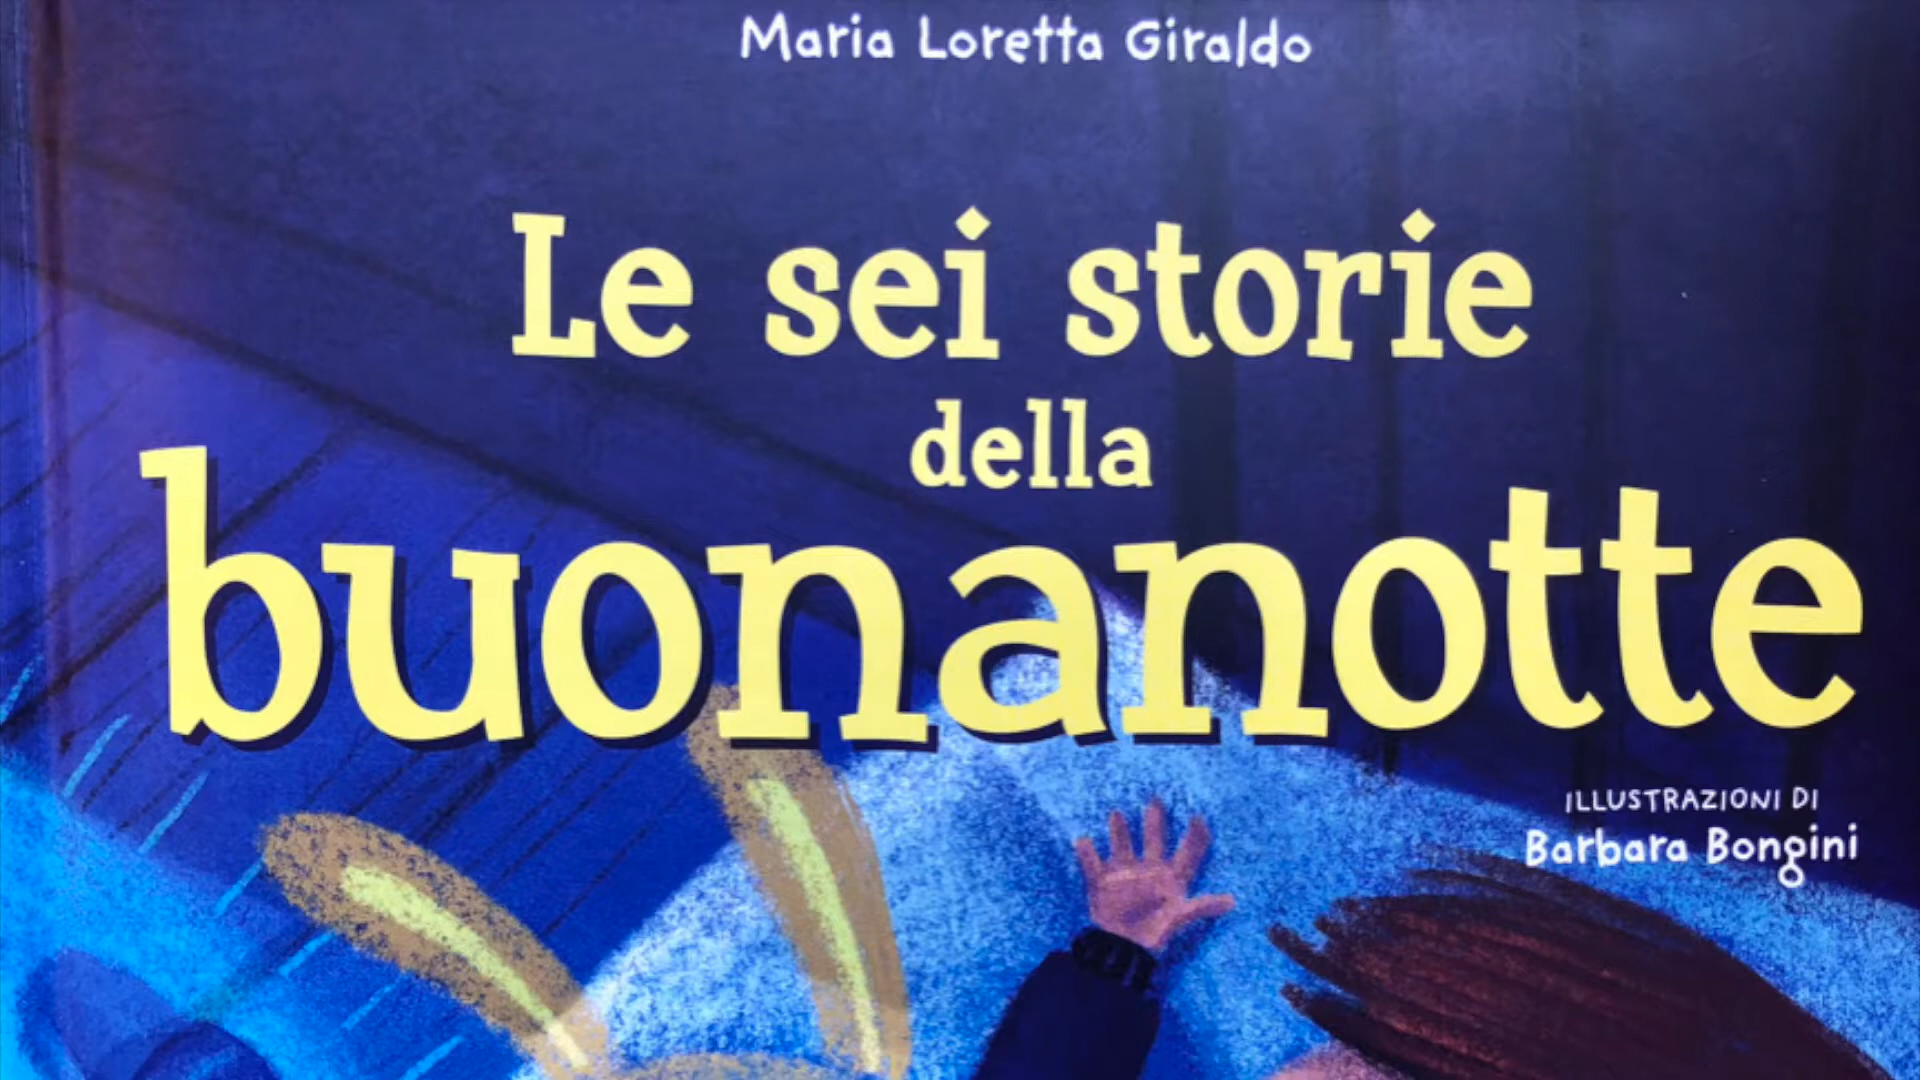 Maria Loretta Giraldo
Le sei storie
della
buonanotte
ILLUSTRAZIONI DI
Barbara Bongini